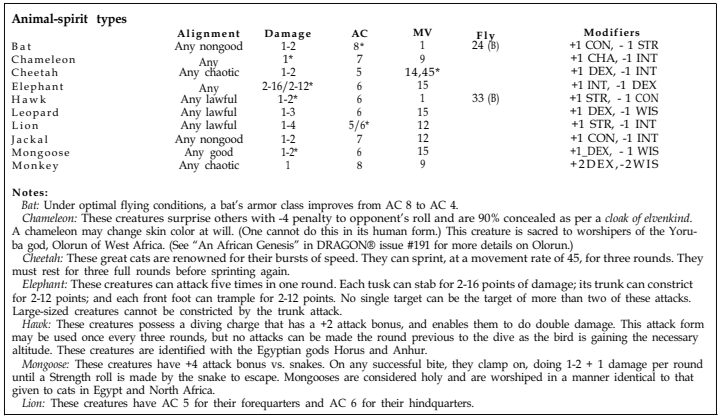 Animal-spirit types
Alignment Damage AC MV Fly Modifiers
Bat Any nongood 1-2 8* 1 24 (B) +1 CON, - 1 STR
Chameleon Any 1* 7 9 +1 CHA, -1 INT
Cheetah Any chaotic 1-2 5 14,45* +1 DEX, -1 INT
Elephant Any 2-16/2-12* 6 15 +1 INT, -1 DEX
Hawk Any lawful 1-2* 6 1 33 (B) +1 STR, - 1 CON
Leopard Any lawful 1-3 6 15 +1 DEX, -1 WIS
Lion Any lawful 1-4 5/6* 12 +1 STR, -1 INT
Jackal Any nongood 1-2 7 12 +1 CON, -1 INT
Mongoose Any good 1-2* 6 15 +1_DEX, - 1 WIS
Monkey Any chaotic 1 8 9 +2DEX,-2WIS
Notes:
Bat: Under optimal flying conditions, a bat's armor class improves from AC 8 to AC 4.
Chameleon: These creatures surprise others with -4 penalty to opponent's roll and are 90% concealed as per a cloak of elvenkind.
A chameleon may change skin color at will. (One cannot do this in its human form.) This creature is sacred to worshipers of the Yoru-
ba god, Olorun of West Africa. (See "An African Genesis" in DRAGON® issue #191 for more details on Olorun.)
Cheetah: These great cats are renowned for their bursts of speed. They can sprint, at a movement rate of 45, for three rounds. They
must rest for three full rounds before sprinting again.
Elephant: These creatures can attack five times in one round. Each tusk can stab for 2-16 points of damage; its trunk can constrict
for 2-12 points; and each front foot can trample for 2-12 points. No single target can be the target of more than two of these attacks.
Large-sized creatures cannot be constricted by the trunk attack.
Hawk: These creatures possess a diving charge that has a +2 attack bonus, and enables them to do double damage. This attack form
may be used once every three rounds, but no attacks can be made the round previous to the dive as the bird is gaining the necessary
altitude. These creatures are identified with the Egyptian gods Horus and Anhur.
Mongoose: These creatures have +4 attack bonus vs. snakes. On any successful bite, they clamp on, doing 1-2 + 1 damage per round
until a Strength roll is made by the snake to escape. Mongooses are considered holy and are worshiped in a manner identical to that
given to cats in Egypt and North Africa.
Lion: These creatures have AC 5 for their forequarters and AC 6 for their hindquarters.